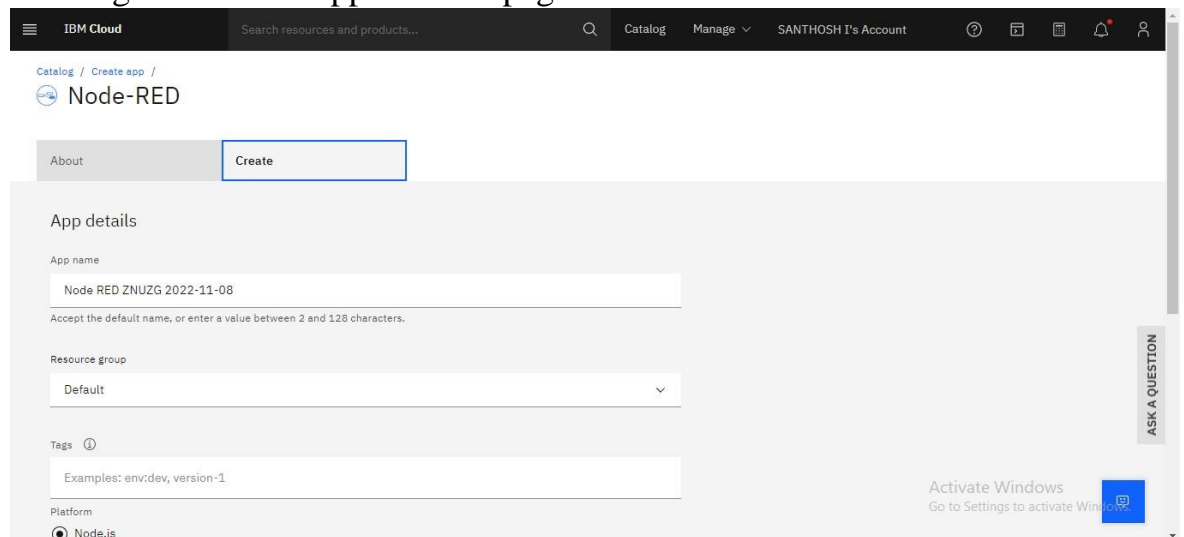 IBM Cloud
Search resources and products...
Catalog
Manage
SANTHOSH I's Account
Catalog / Create app /
Node-RED
About
Create
App details
App name
Node RED ZNUZG 2022-11-08
Accept the default name, or enter a value between 2 and 128 characters.
Resource group
Default
Tags
Examples: env:dev, version-1
Platform
Node.js
ASK A QUESTION
Activate Windows
Go to Settings to activate Windows.